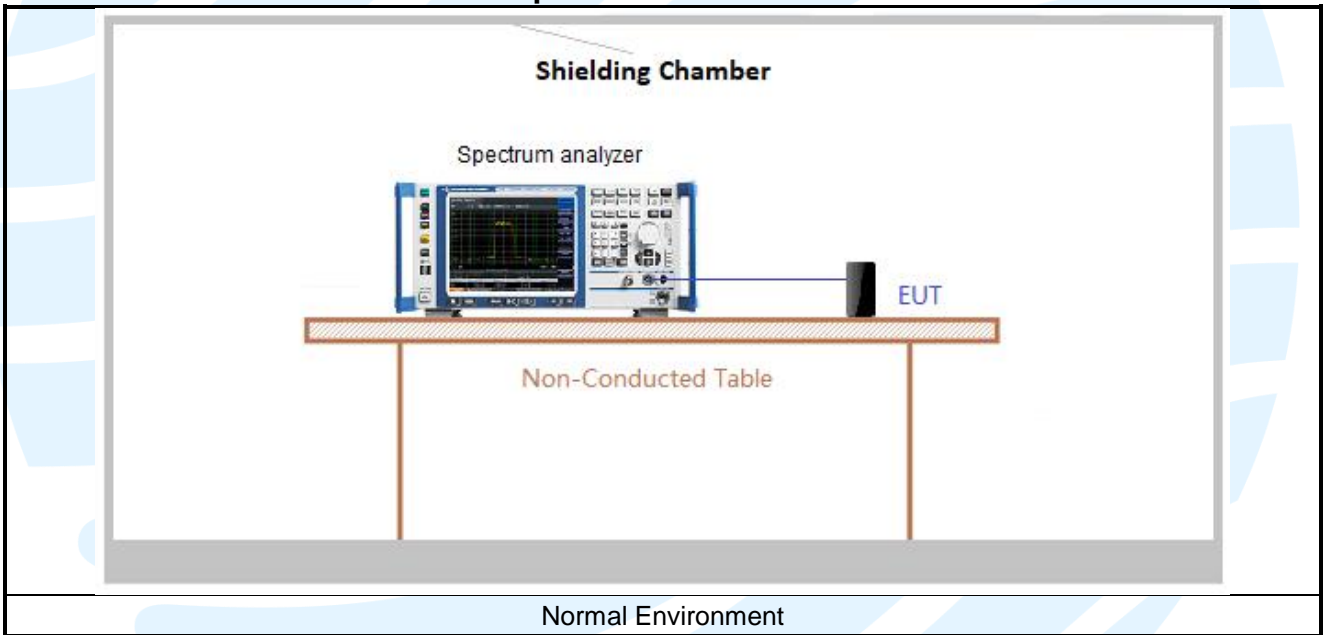 Shielding Chamber
Spectrum analyzer
EUT
Non-Conducted Table
Normal Environment